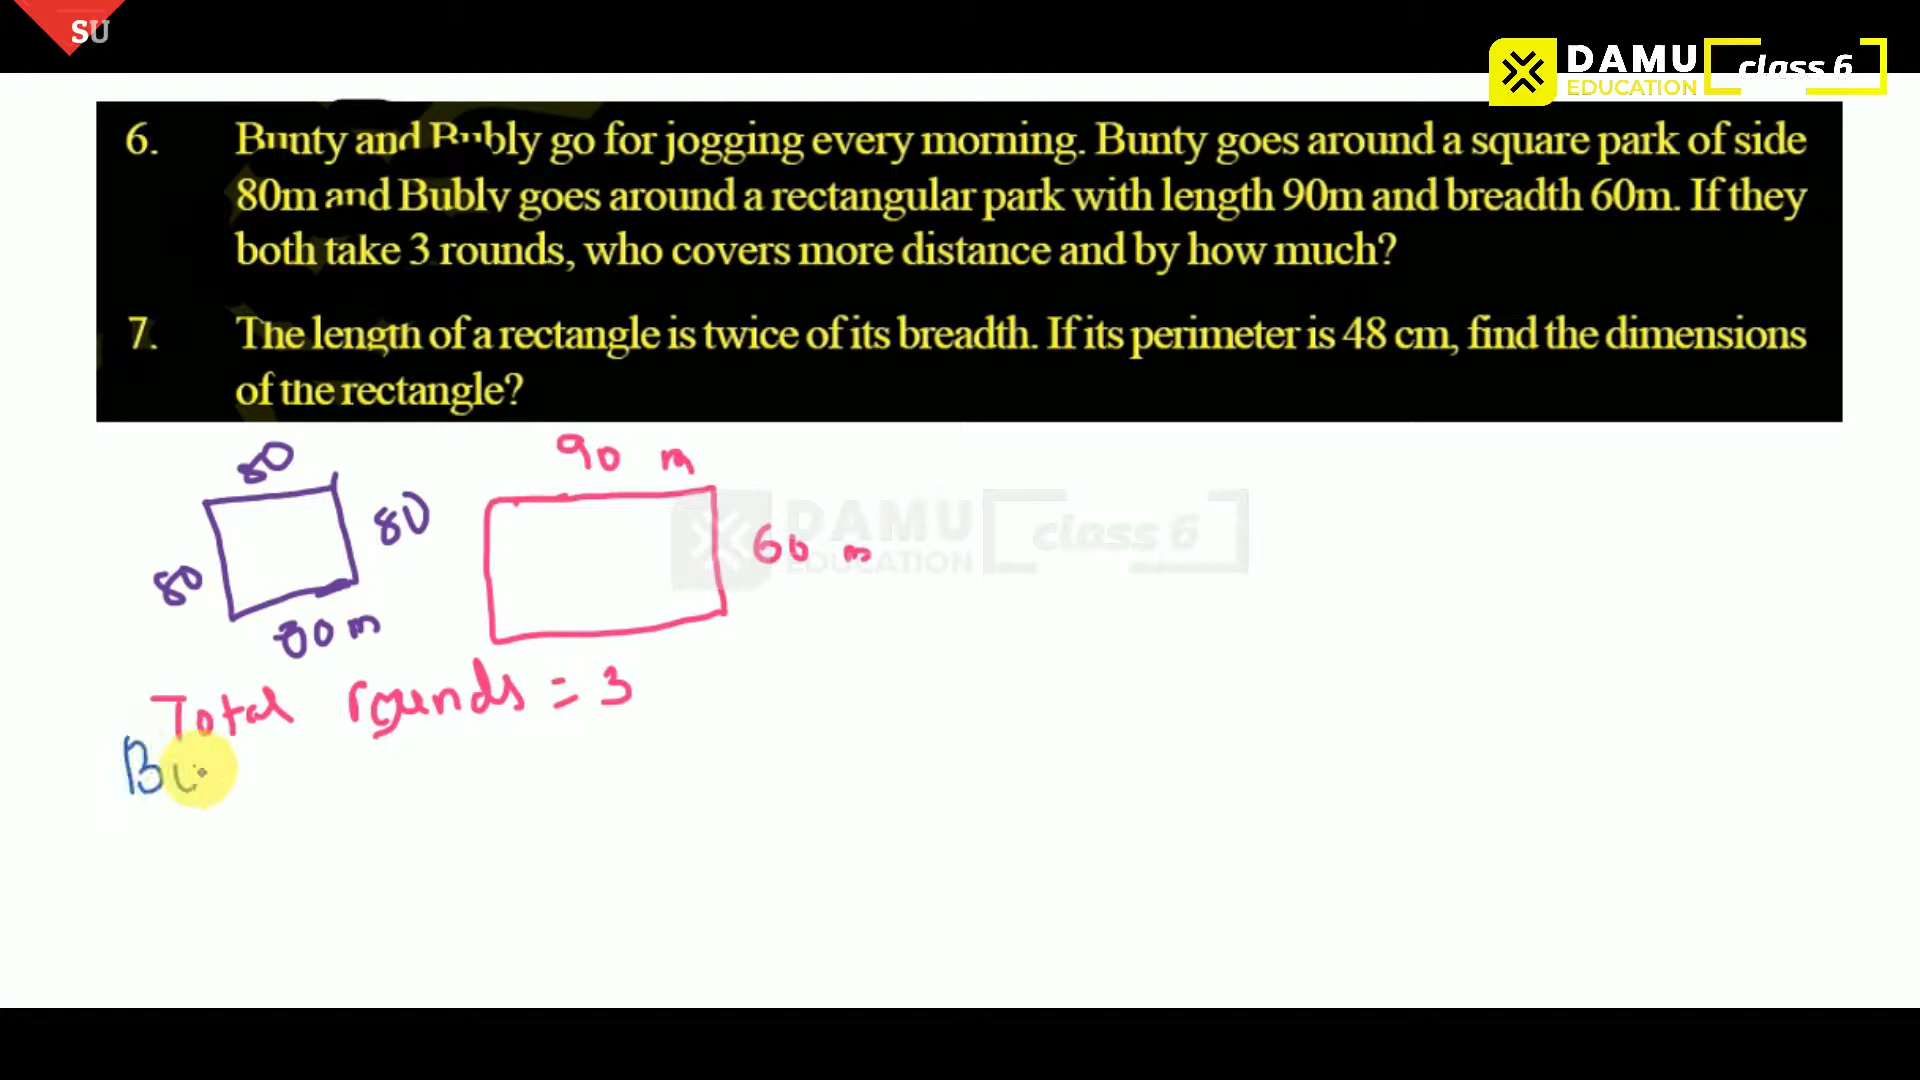 SU
DAMU
EDUCATION
class 6
6. Bunty and Bubly go for jogging every morning. Bunty goes around a square park of side
80m and Bubly goes around a rectangular park with length 90m and breadth 60m. If they
both take 3 rounds, who covers more distance and by how much?
7. The length of a rectangle is twice of its breadth. If its perimeter is 48 cm, find the dimensions
of the rectangle?
80
80
80
80 m
90 m
60 m
DAMU
EDUCATION
class 6
Total rounds = 3
Bu